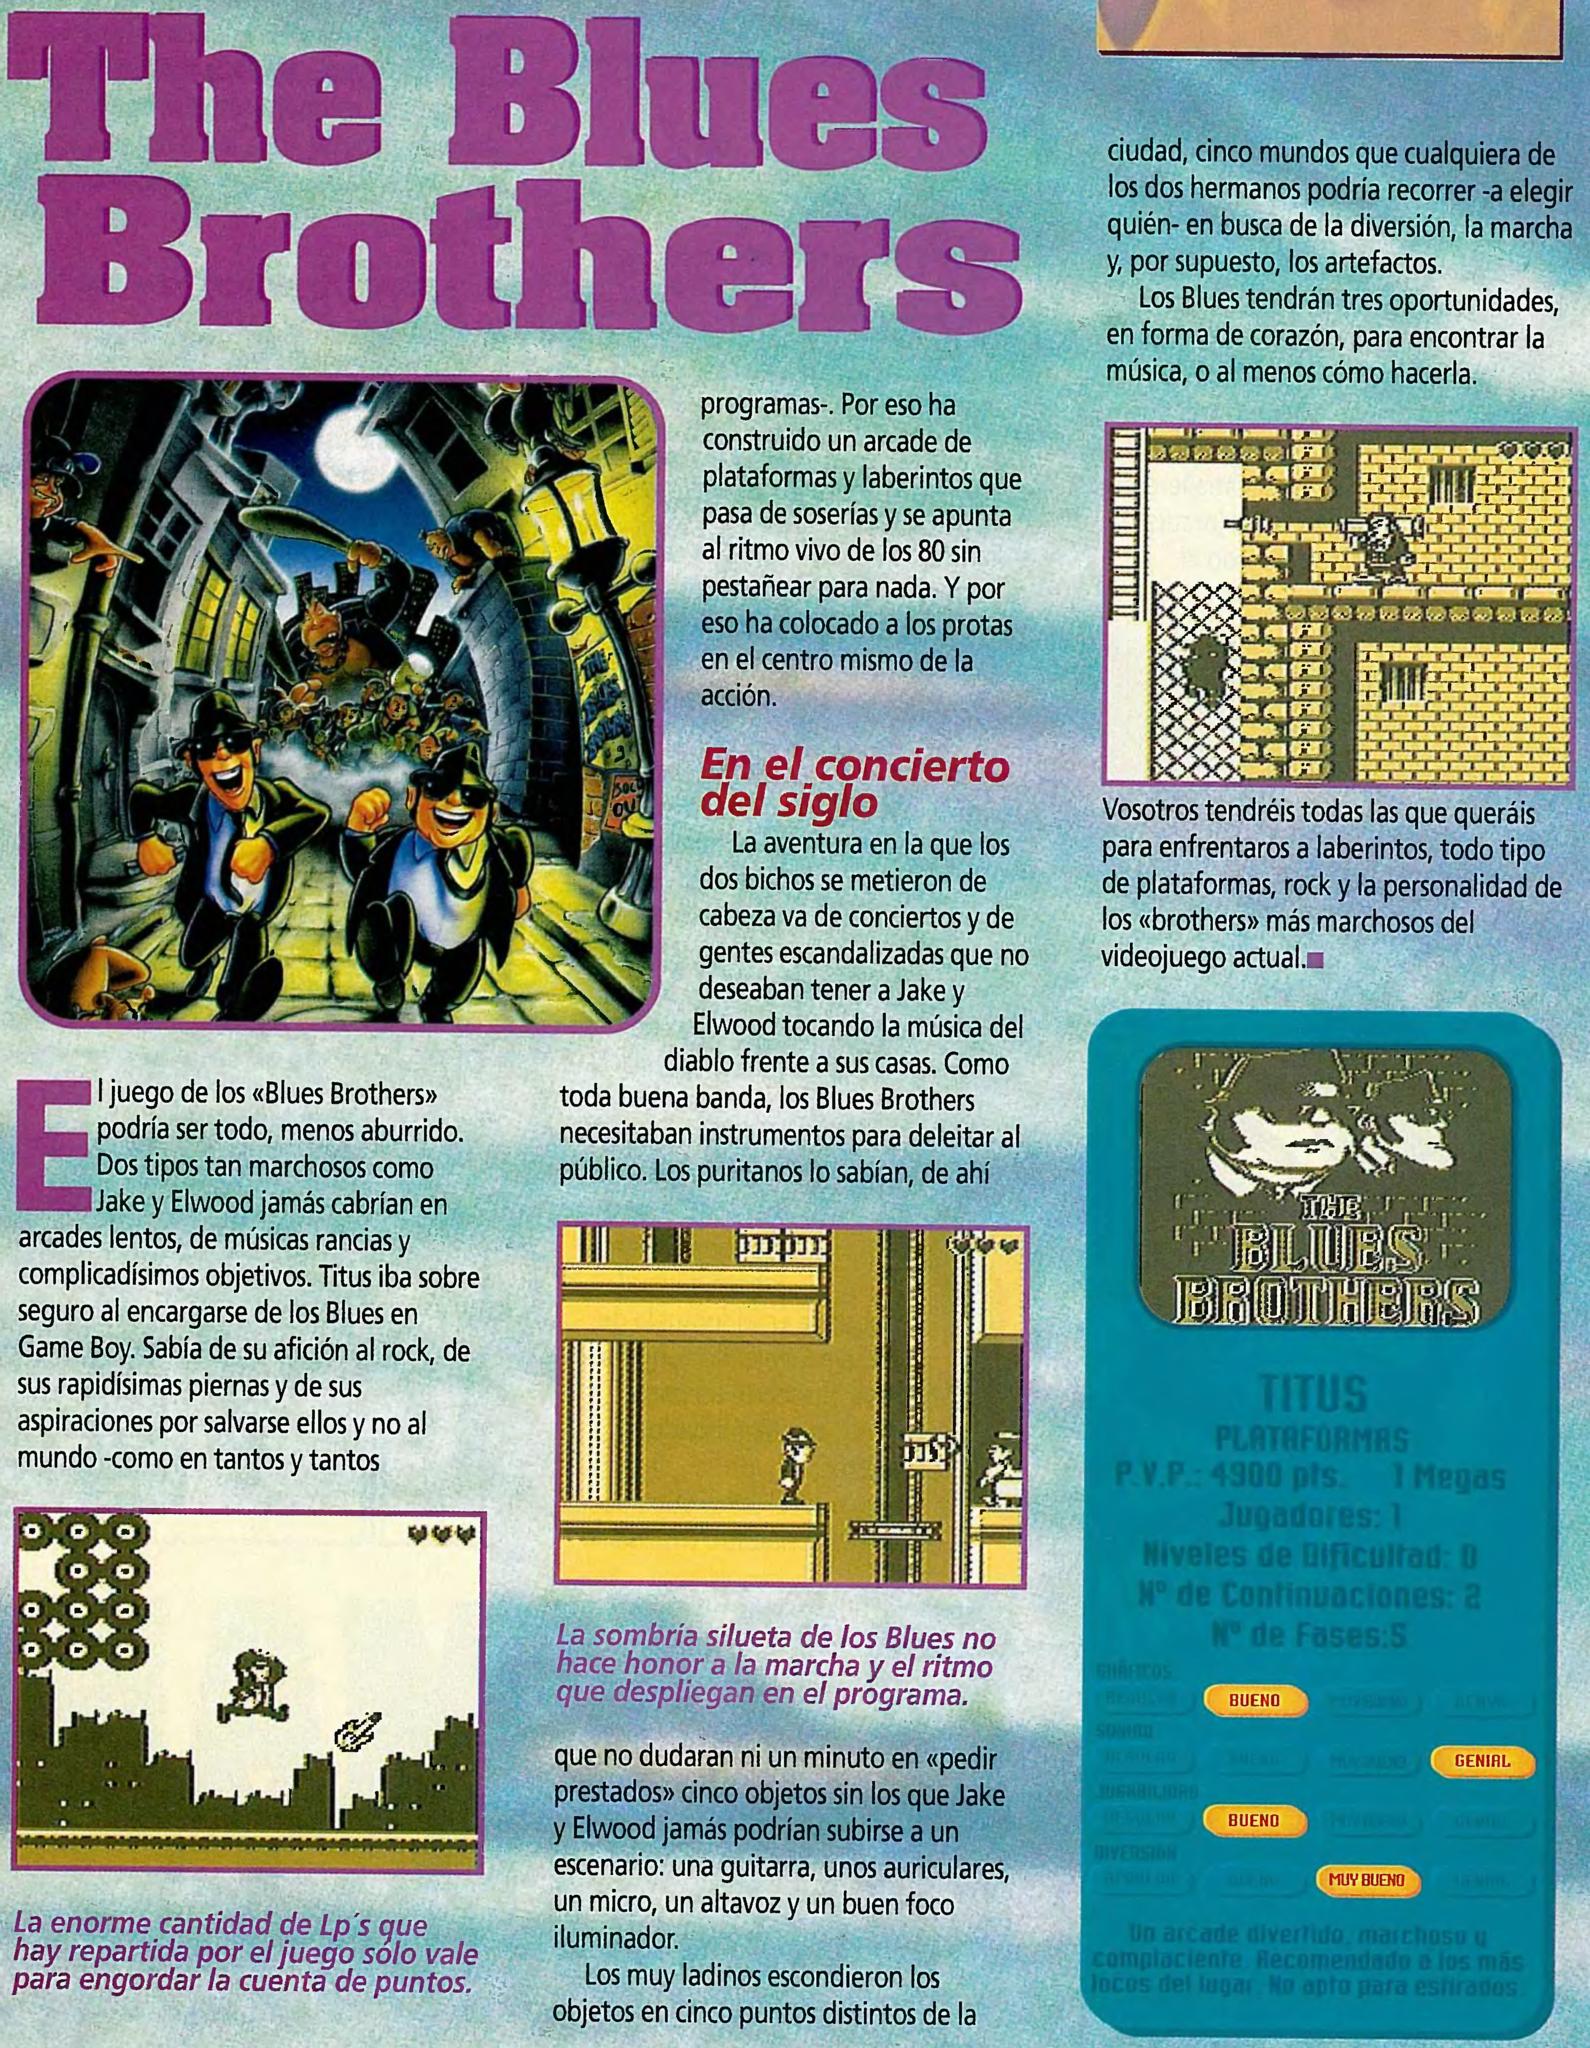 The Blues
Brothers
El juego de los «Blues Brothers»
podría ser todo, menos aburrido.
Dos tipos tan marchosos como
Jake y Elwood jamás cabrían en
arcades lentos, de músicas rancias y
complicadísimos objetivos. Titus iba sobre
seguro al encargarse de los Blues en
Game Boy. Sabía de su afición al rock, de
sus rapidísimas piernas y de sus
aspiraciones por salvarse ellos y no al
mundo -como en tantos y tantos
La enorme cantidad de Lp´s que
hay repartida por el juego sólo vale
para engordar la cuenta de puntos.
programas-. Por eso ha
construido un arcade de
plataformas y laberintos que
pasa de soserías y se apunta
al ritmo vivo de los 80 sin
pestañear para nada. Y por
eso ha colocado a los protas
en el centro mismo de la
acción.
En el concierto
del siglo
La aventura en la que los
dos bichos se metieron de
cabeza va de conciertos y de
gentes escandalizadas que no
deseaban tener a Jake y
Elwood tocando la música del
diablo frente a sus casas. Como
toda buena banda, los Blues Brothers
necesitaban instrumentos para deleitar al
público. Los puritanos lo sabían, de ahí
La sombría silueta de los Blues no
hace honor a la marcha y el ritmo
que despliegan en el programa.
que no dudaran ni un minuto en «pedir
prestados» cinco objetos sin los que Jake
y Elwood jamás podrían subirse a un
escenario: una guitarra, unos auriculares,
un micro, un altavoz y un buen foco
iluminador.
Los muy ladinos escondieron los
objetos en cinco puntos distintos de la
ciudad, cinco mundos que cualquiera de
los dos hermanos podría recorrer -a elegir
quién- en busca de la diversión, la marcha
y, por supuesto, los artefactos.
Los Blues tendrán tres oportunidades,
en forma de corazón, para encontrar la
música, o al menos cómo hacerla.
Vosotros tendréis todas las que queráis
para enfrentaros a laberintos, todo tipo
de plataformas, rock y la personalidad de
los «brothers» más marchosos del
videojuego actual.
THE
BLUES
BROTHERS
TITUS
PLATAFORMAS
P.V.P.: 4900 pts. 1 Megas
Jugadores: 1
Niveles de Dificultad: 0
Nº de Continuaciones: 2
Nº de Fases:5
GRÁFICOS
REGULAR BUENO MUY BUENO GENIAL
SONIDO
REGULAR BUENO MUY BUENO GENIAL
JUGABILIDAD
REGULAR BUENO MUY BUENO GENIAL
DIVERSIÓN
REGULAR BUENO MUY BUENO GENIAL
Un arcade divertido, marchoso y
complaciente. Recomendado a los más
locos del lugar. No apto para estirados.